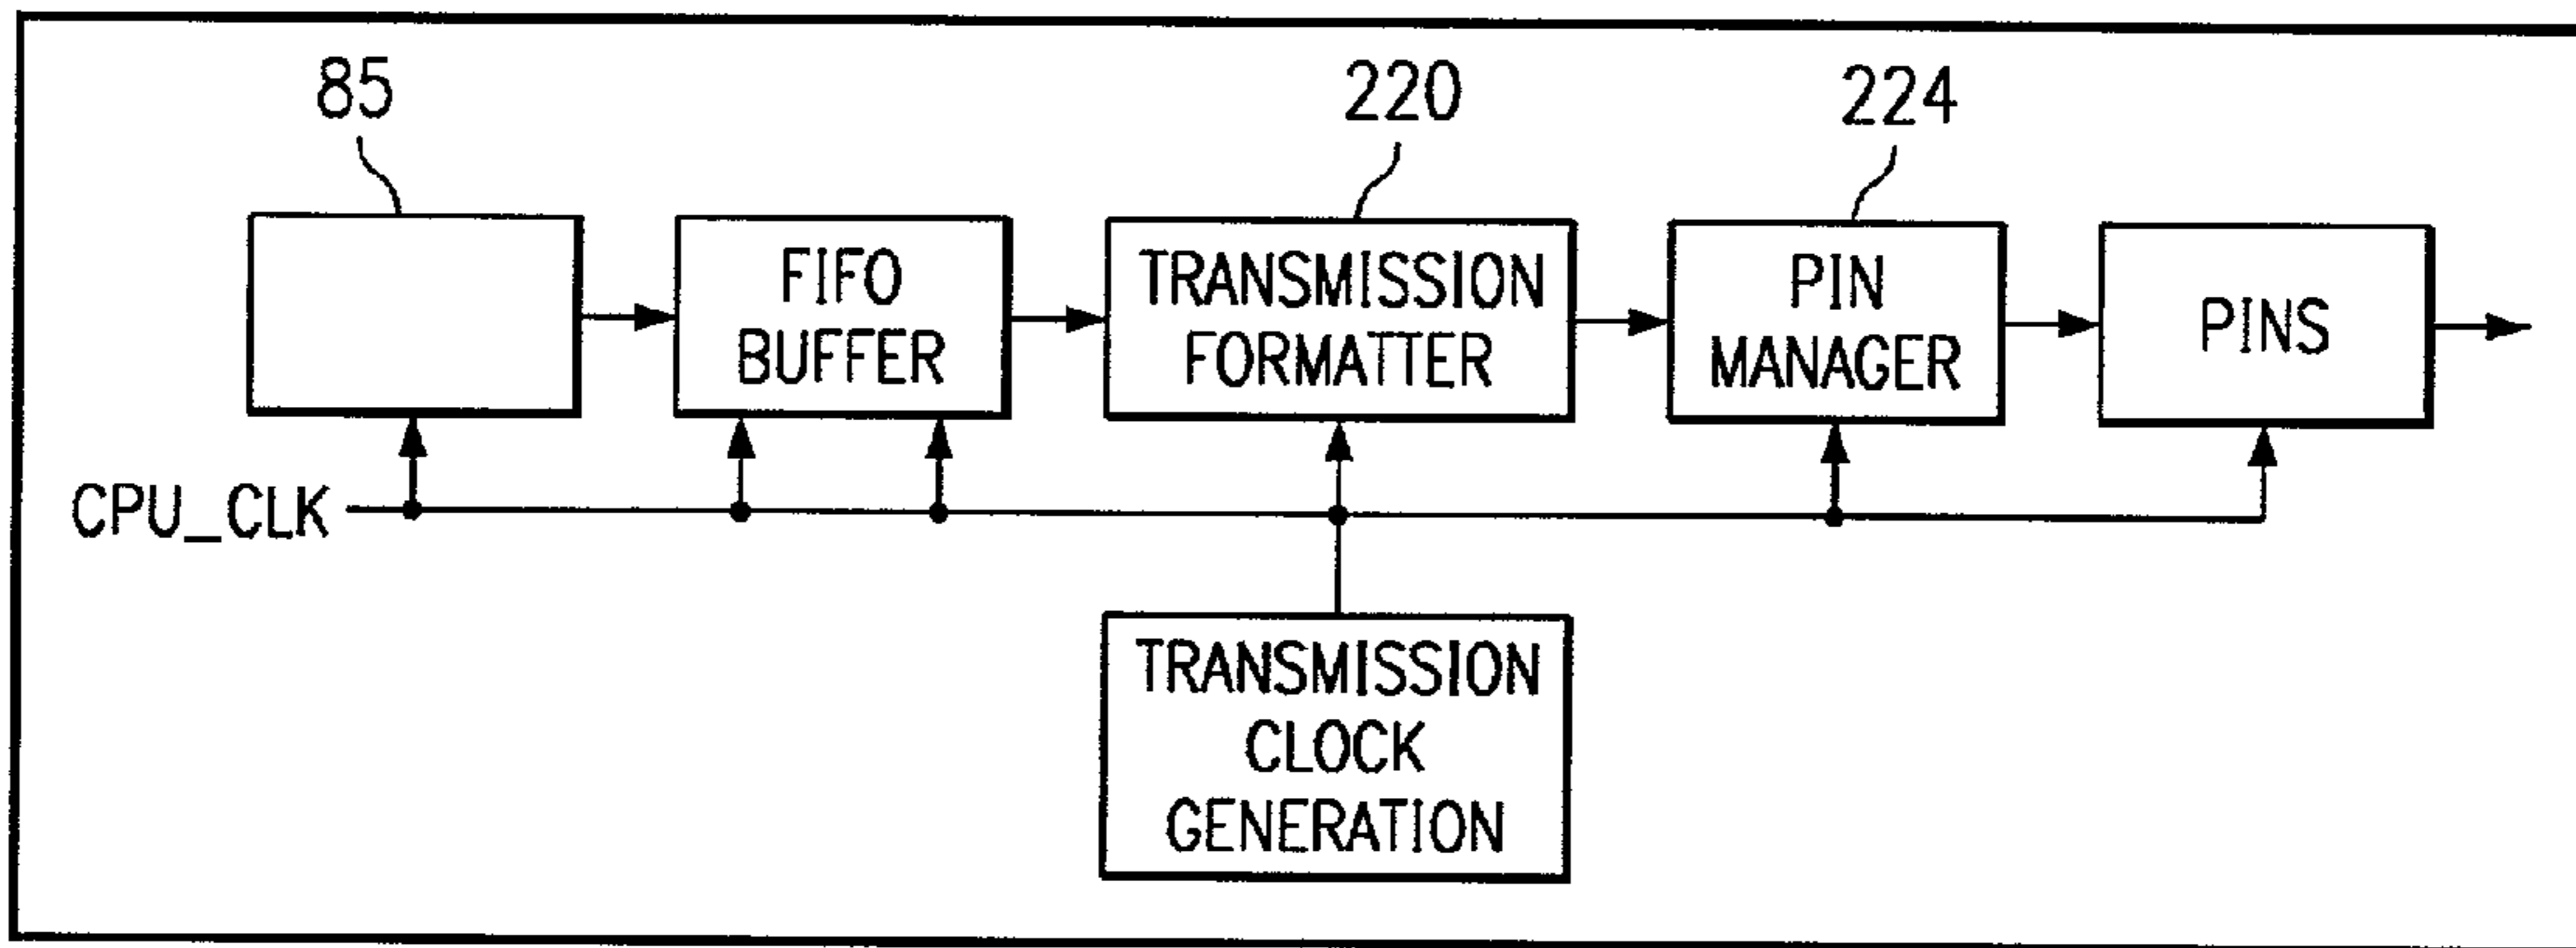 85
220
224
FIFO
BUFFER
TRANSMISSION
FORMATTER
PIN
MANAGER
PINS
CPU_CLK
TRANSMISSION
CLOCK
GENERATION